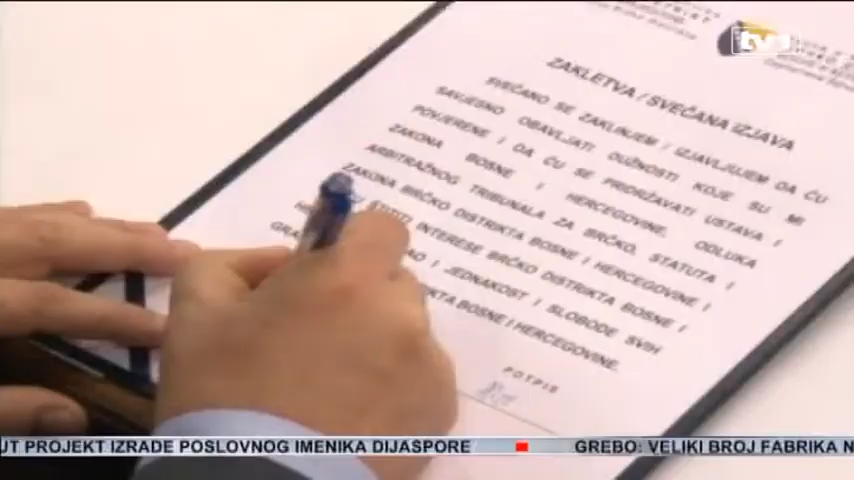 tv1
ZAKLETVA / SVEČANA IZJAVA
SVEČANO SE ZAKLINJEM / IZJAVLJUJEM DA ĆU
SAVJESNO OBAVLJATI DUŽNOSTI KOJE SU MI
POVJERENE I DA ĆU SE PRIDRŽAVATI USTAVA I
ZAKONA BOSNE I HERCEGOVINE, ODLUKA
ARBITRAŽNOG TRIBUNALA ZA BRČKO, STATUTA I
ZAKONA BRČKO DISTRIKTA BOSNE I HERCEGOVINE I
ŠTITITI INTERESE BRČKO DISTRIKTA BOSNE I
I JEDNAKOST I SLOBODE SVIH
BOSNE I HERCEGOVINE.
POTPIS
UT PROJEKT IZRADE POSLOVNOG IMENIKA DIJASPORE GREBO: VELIKI BROJ FABRIKA N